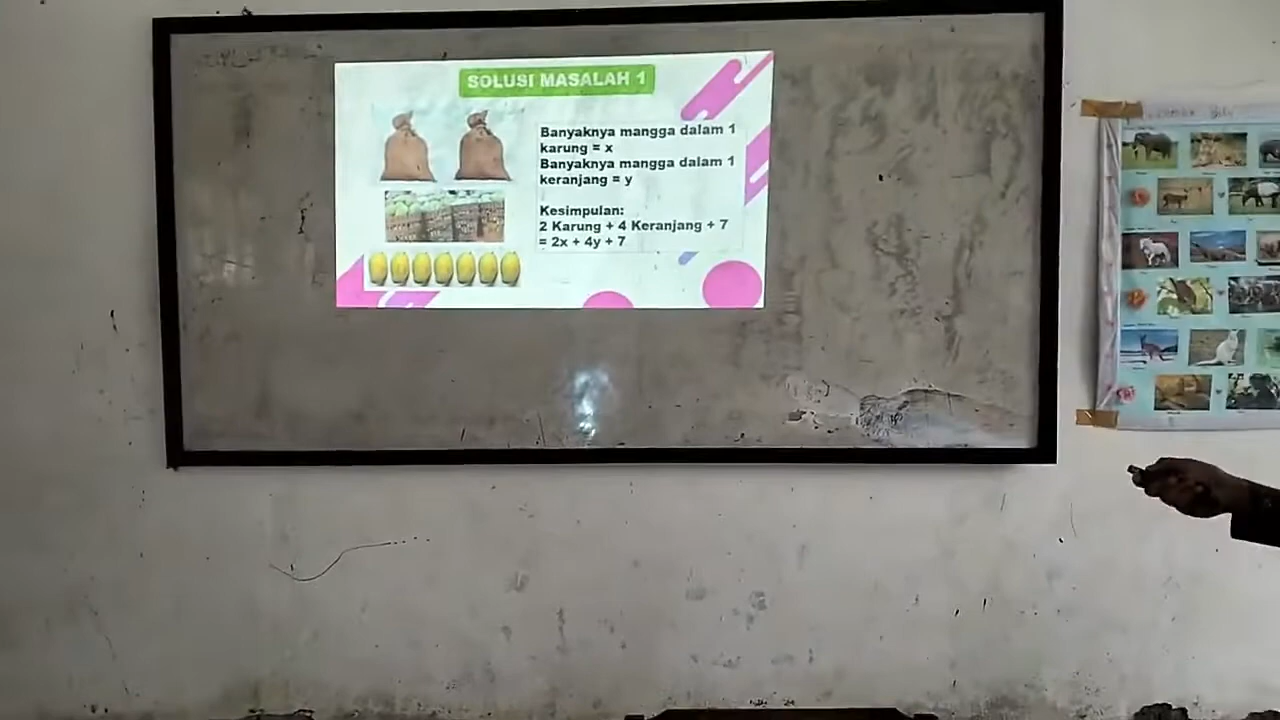 SOLUSI MASALAH 1
Banyaknya mangga dalam 1
karung = x
Banyaknya mangga dalam 1
keranjang = y
Kesimpulan:
2 Karung + 4 Keranjang + 7
= 2x + 4y + 7